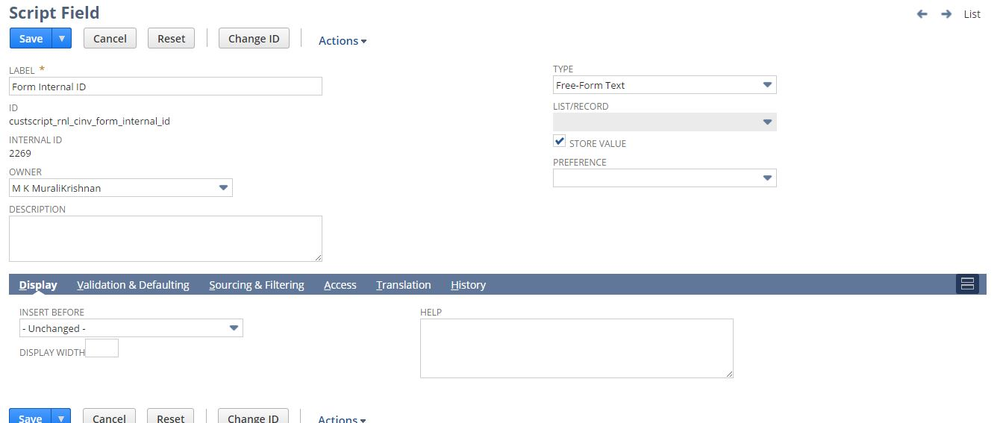 Script Field
List
Save
Cancel
Reset
Change ID
Actions
LABEL *
Form Internal ID
ID
custscript_rnl_cinv_form_internal_id
INTERNAL ID
2269
OWNER
M K MuraliKrishnan
DESCRIPTION
TYPE
Free-Form Text
LIST/RECORD
STORE VALUE
PREFERENCE
Display Validation & Defaulting Sourcing & Filtering Access Translation History
INSERT BEFORE
- Unchanged -
DISPLAY WIDTH
HELP
Save
Cancel
Reset
Change ID
Actions